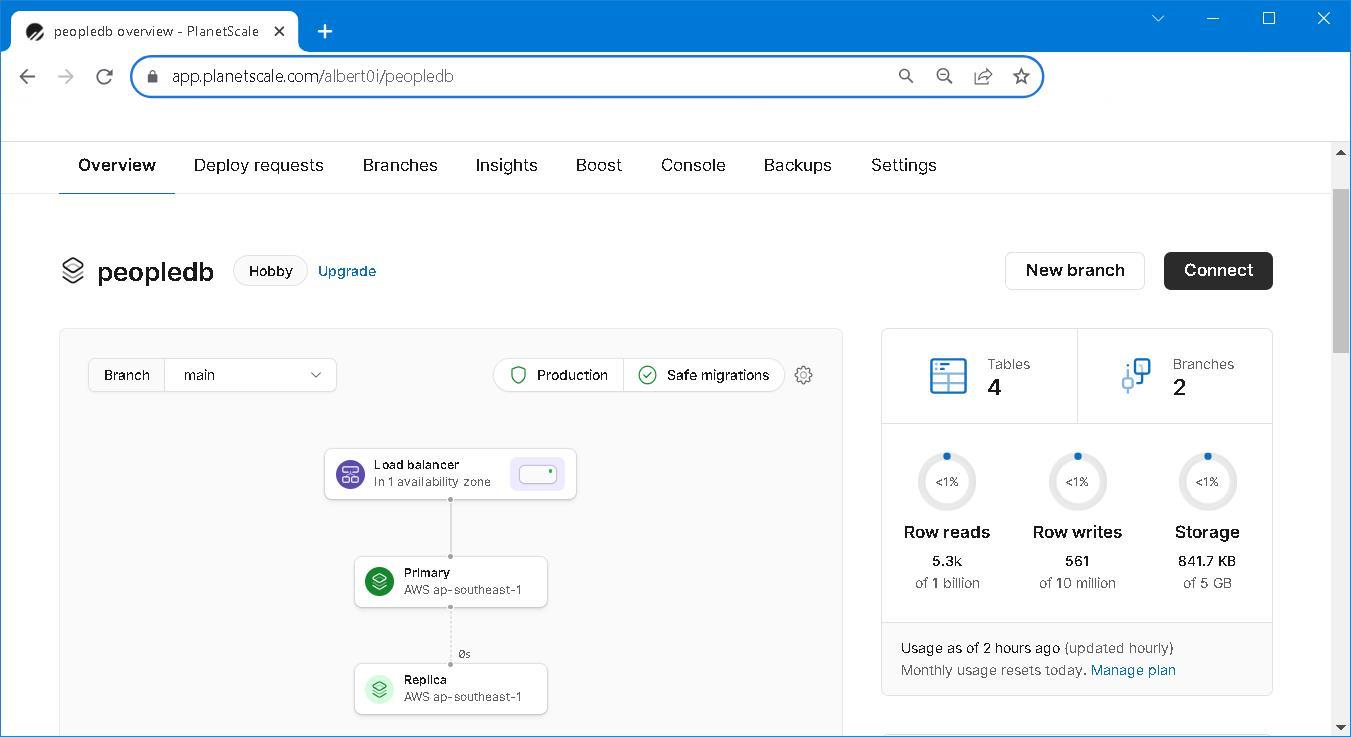 peopledb overview - PlanetScale
app.planetscale.com/albert0i/peopledb
Overview Deploy requests Branches Insights Boost Console Backups Settings
peopledb Hobby Upgrade
New branch Connect
Branch main
Production Safe migrations
Load balancer
In 1 availability zone
Primary
AWS ap-southeast-1
0s
Replica
AWS ap-southeast-1
Tables
4
Branches
2
<1% <1% <1%
Row reads Row writes Storage
5.3k 561 841.7 KB
of 1 billion of 10 million of 5 GB
Usage as of 2 hours ago (updated hourly)
Monthly usage resets today. Manage plan